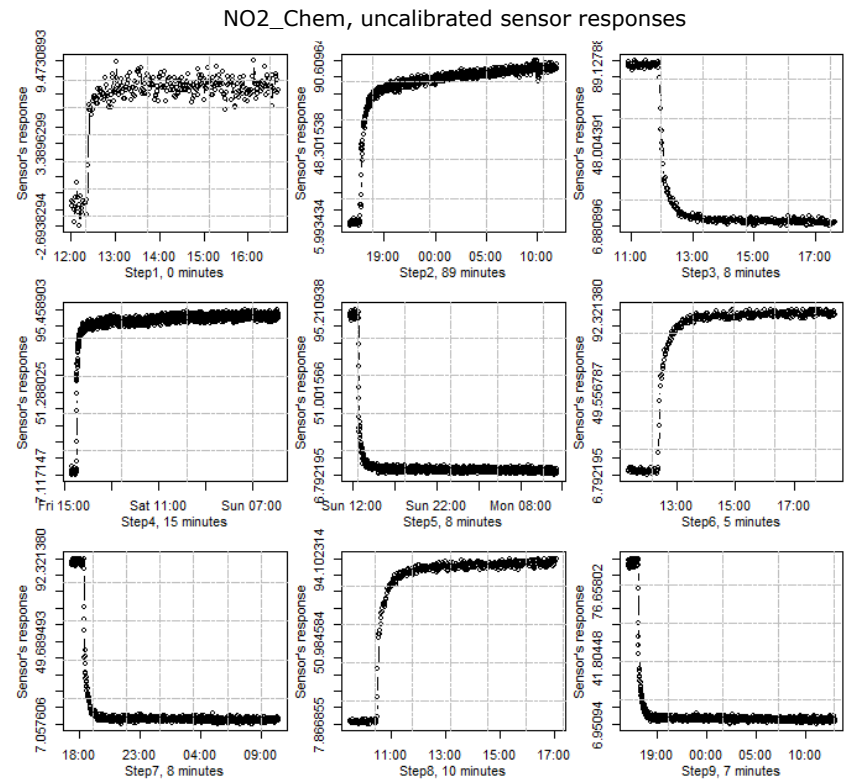 NO2_Chem, uncalibrated sensor responses
Sensor's response
-2.6938294 3.3896299 9.4730893
12:00 13:00 14:00 15:00 16:00
Step1, 0 minutes
Sensor's response
5.993434 48.301538 90.60964
19:00 00:00 05:00 10:00
Step2, 89 minutes
Sensor's response
6.880896 48.004391 89.12788
11:00 13:00 15:00 17:00
Step3, 8 minutes
Sensor's response
7.117147 51.288025 95.458903
Fri 15:00 Sat 11:00 Sun 07:00
Step4, 15 minutes
Sensor's response
6.792195 51.001566 95.210938
Sun 12:00 Sun 22:00 Mon 08:00
Step5, 8 minutes
Sensor's response
6.792195 49.556787 92.321380
13:00 15:00 17:00
Step6, 5 minutes
Sensor's response
7.057606 49.689493 92.321380
18:00 23:00 04:00 09:00
Step7, 8 minutes
Sensor's response
7.866855 50.984584 94.102314
11:00 13:00 15:00 17:00
Step8, 10 minutes
Sensor's response
6.95094 41.80448 76.65802
19:00 00:00 05:00 10:00
Step9, 7 minutes